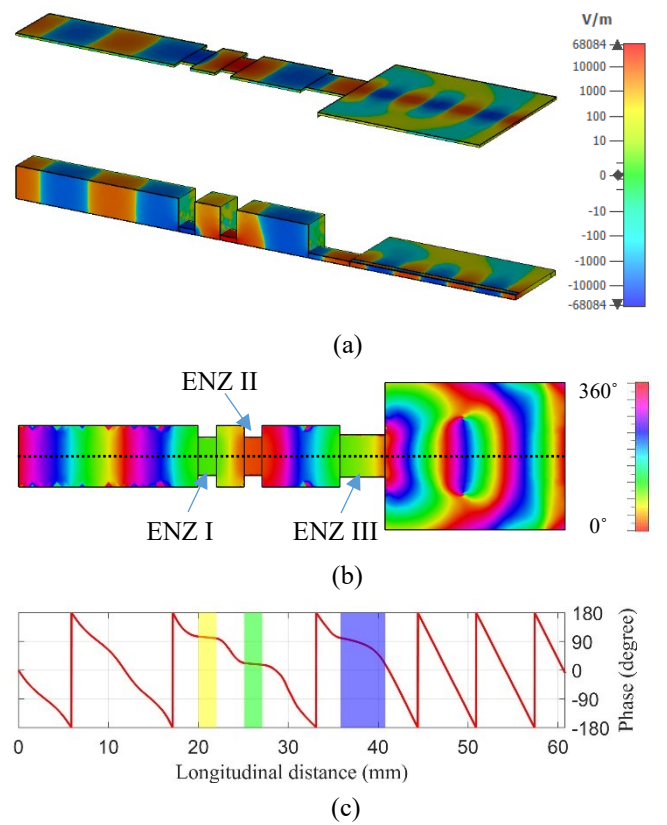 V/m
68084
10000
1000
100
10
0
-10
-100
-1000
-10000
-68084
(a)
ENZ II
360°
ENZ I
ENZ III
0°
(b)
180
90
0
-90
-180
Phase (degree)
0 10 20 30 40 50 60
Longitudinal distance (mm)
(c)